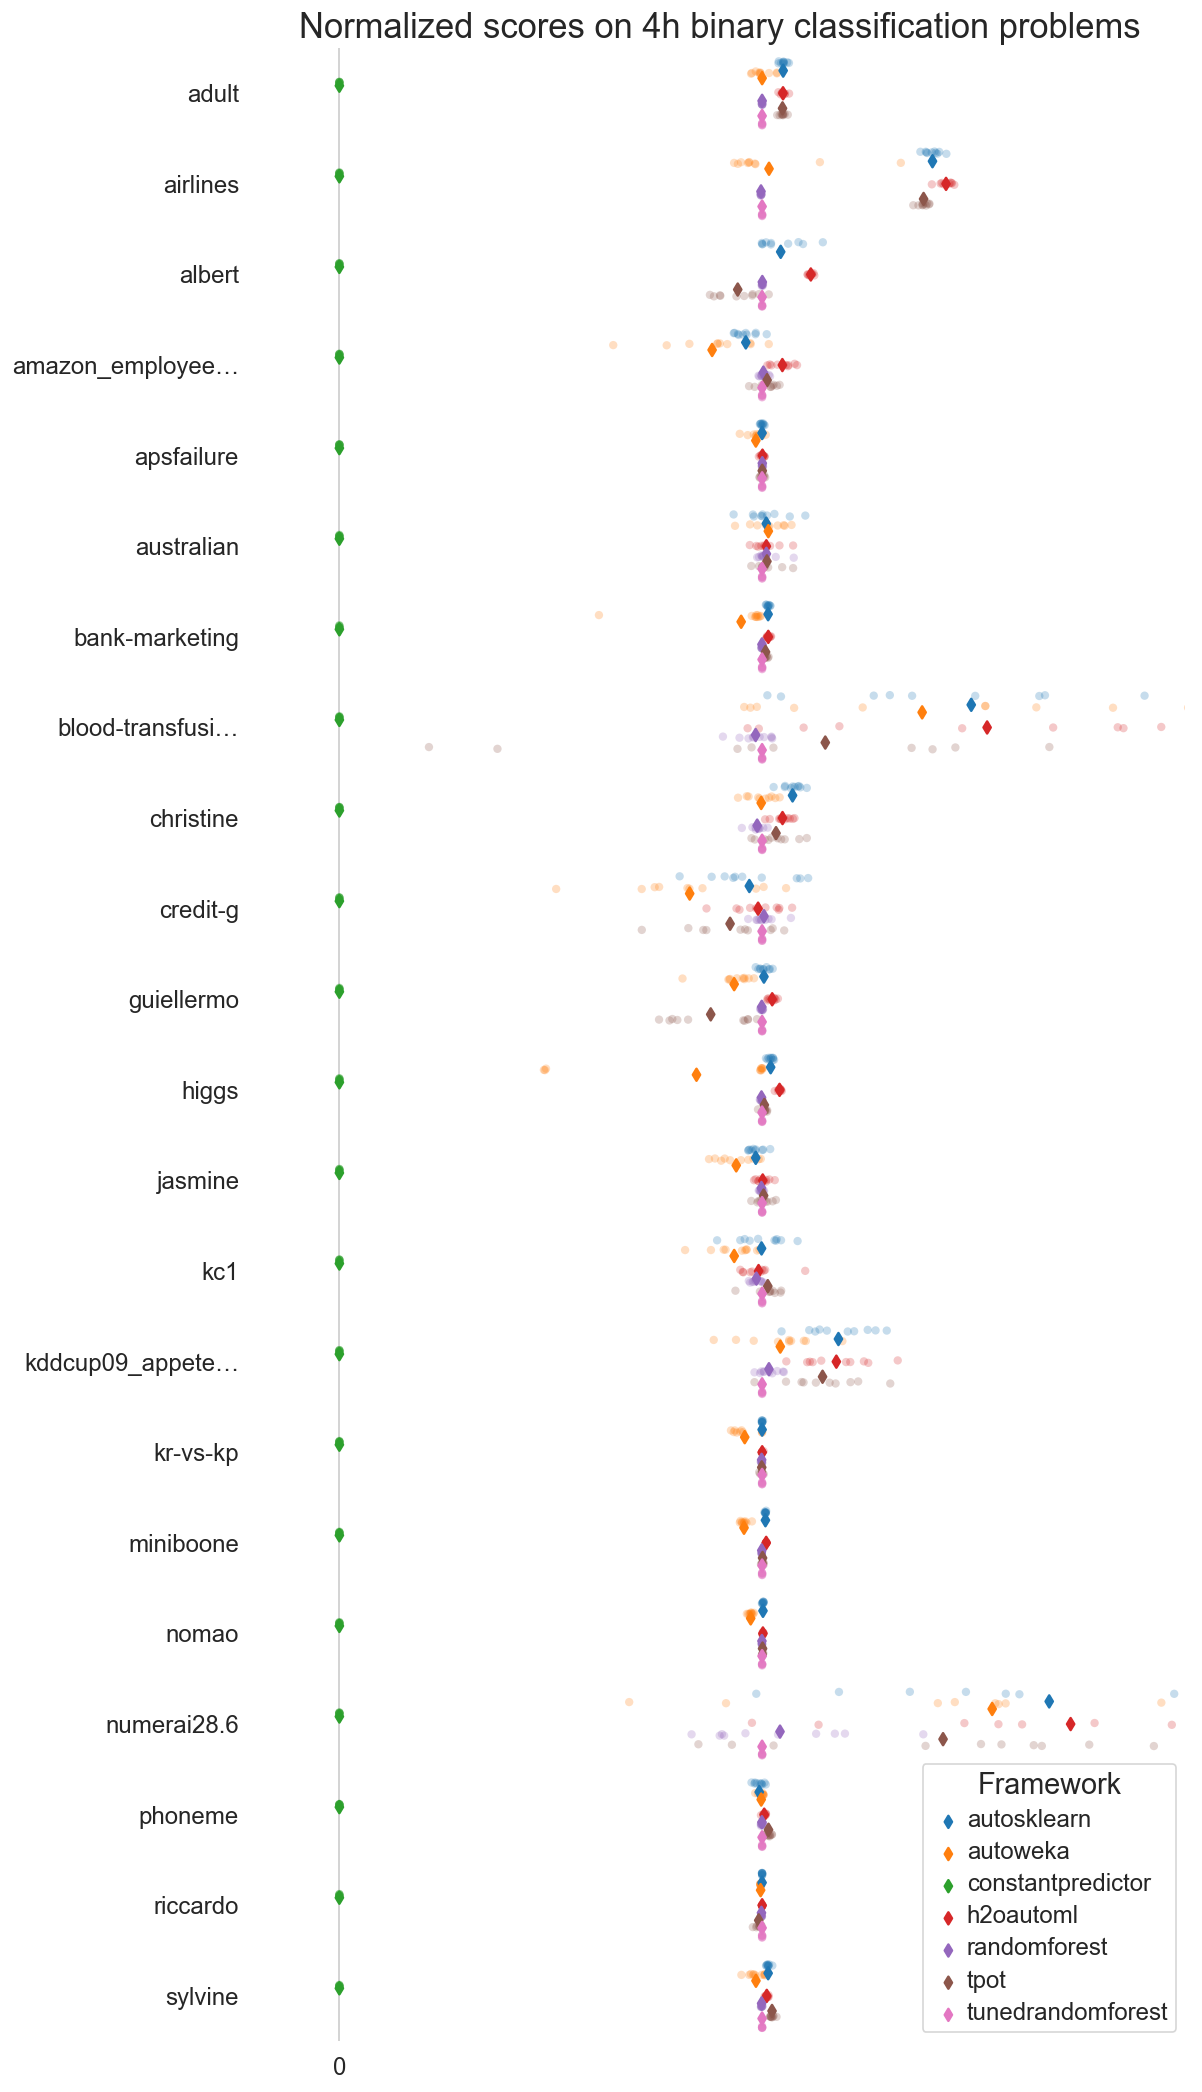 Normalized scores on 4h binary classification problems
adult
airlines
albert
amazon_employee…
apsfailure
australian
bank-marketing
blood-transfusi…
christine
credit-g
guiellermo
higgs
jasmine
kc1
kddcup09_appete…
kr-vs-kp
miniboone
nomao
numerai28.6
phoneme
riccardo
sylvine
0
Framework
autosklearn
autoweka
constantpredictor
h2oautoml
randomforest
tpot
tunedrandomforest